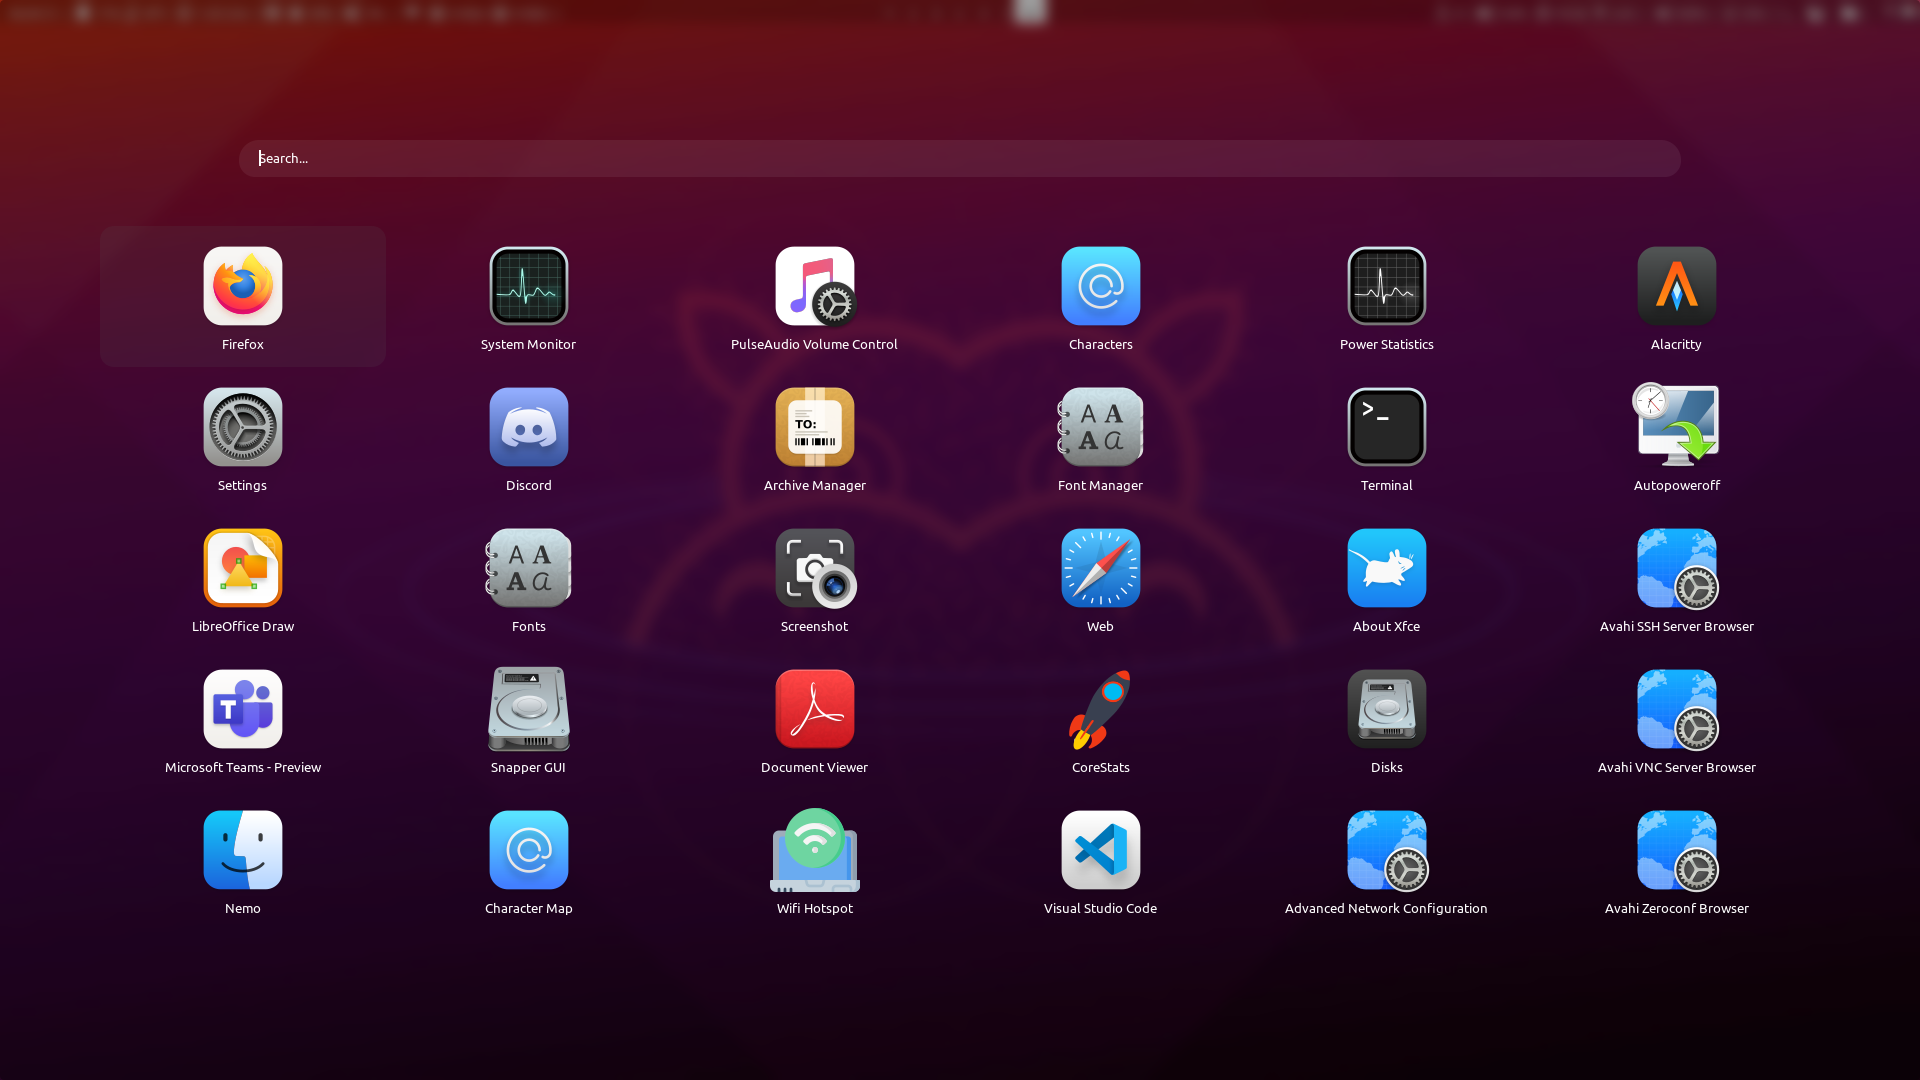 Search...
Firefox
System Monitor
PulseAudio Volume Control
Characters
Power Statistics
Alacritty
Settings
Discord
TO:
Archive Manager
A A
A a
Font Manager
>_
Terminal
Autopoweroff
LibreOffice Draw
A A
A a
Fonts
Screenshot
Web
About Xfce
Avahi SSH Server Browser
T
Microsoft Teams - Preview
Snapper GUI
Document Viewer
CoreStats
Disks
Avahi VNC Server Browser
Nemo
Character Map
Wifi Hotspot
Visual Studio Code
Advanced Network Configuration
Avahi Zeroconf Browser